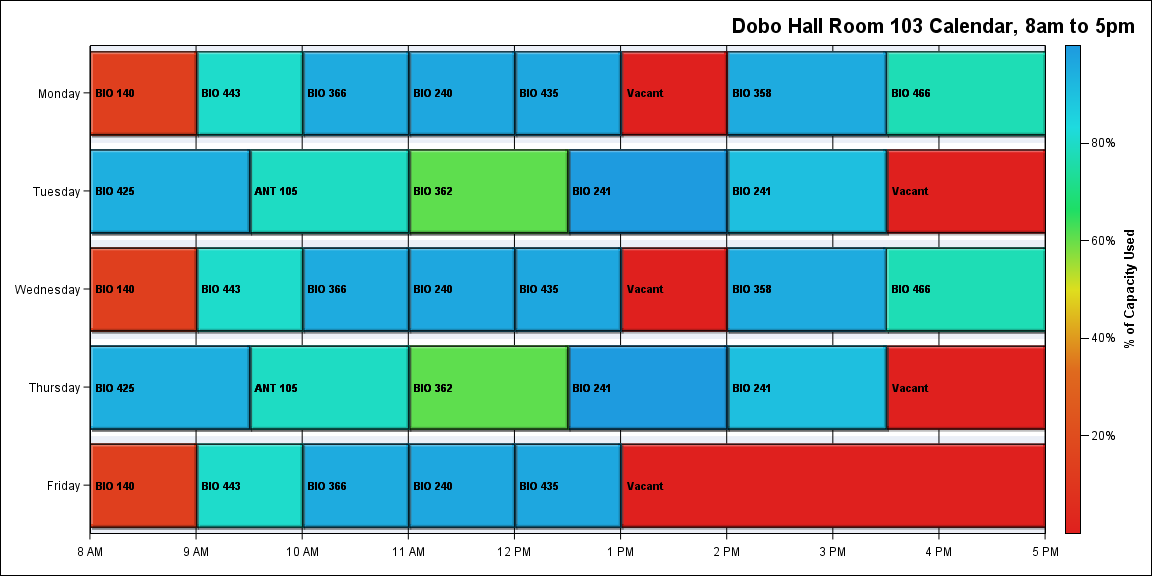 Dobo Hall Room 103 Calendar, 8am to 5pm
Monday
BIO 140
BIO 443
BIO 366
BIO 240
BIO 435
Vacant
BIO 358
BIO 466
Tuesday
BIO 425
ANT 105
BIO 362
BIO 241
BIO 241
Vacant
Wednesday
BIO 140
BIO 443
BIO 366
BIO 240
BIO 435
Vacant
BIO 358
BIO 466
Thursday
BIO 425
ANT 105
BIO 362
BIO 241
BIO 241
Vacant
Friday
BIO 140
BIO 443
BIO 366
BIO 240
BIO 435
Vacant
8 AM
9 AM
10 AM
11 AM
12 PM
1 PM
2 PM
3 PM
4 PM
5 PM
80%
60%
40%
20%
% of Capacity Used